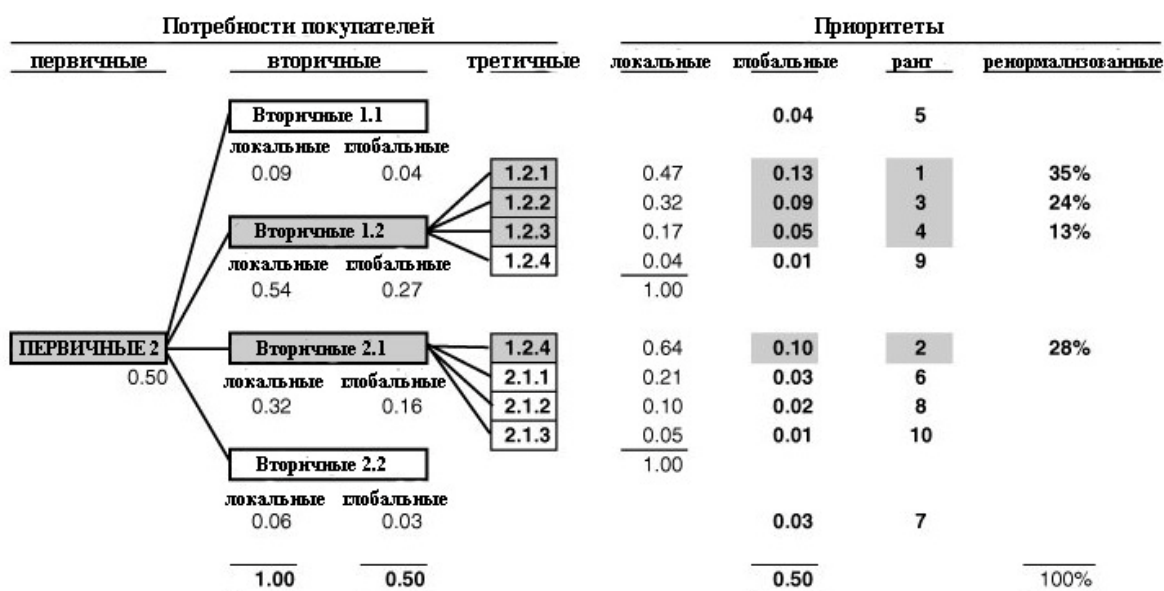 Потребности покупателей Приоритеты
первичные вторичные третичные локальные глобальные ранг ренормализованные
Вторичные 1.1 0.04 5
локальные глобальные
0.09 0.04 1.2.1 0.47 0.13 1 35%
1.2.2 0.32 0.09 3 24%
Вторичные 1.2 1.2.3 0.17 0.05 4 13%
локальные глобальные 1.2.4 0.04 0.01 9
0.54 0.27 1.00
ПЕРВИЧНЫЕ 2 Вторичные 2.1 1.2.4 0.64 0.10 2 28%
0.50 локальные глобальные 2.1.1 0.21 0.03 6
0.32 0.16 2.1.2 0.10 0.02 8
2.1.3 0.05 0.01 10
Вторичные 2.2 1.00
локальные глобальные
0.06 0.03 0.03 7
1.00 0.50 0.50 100%